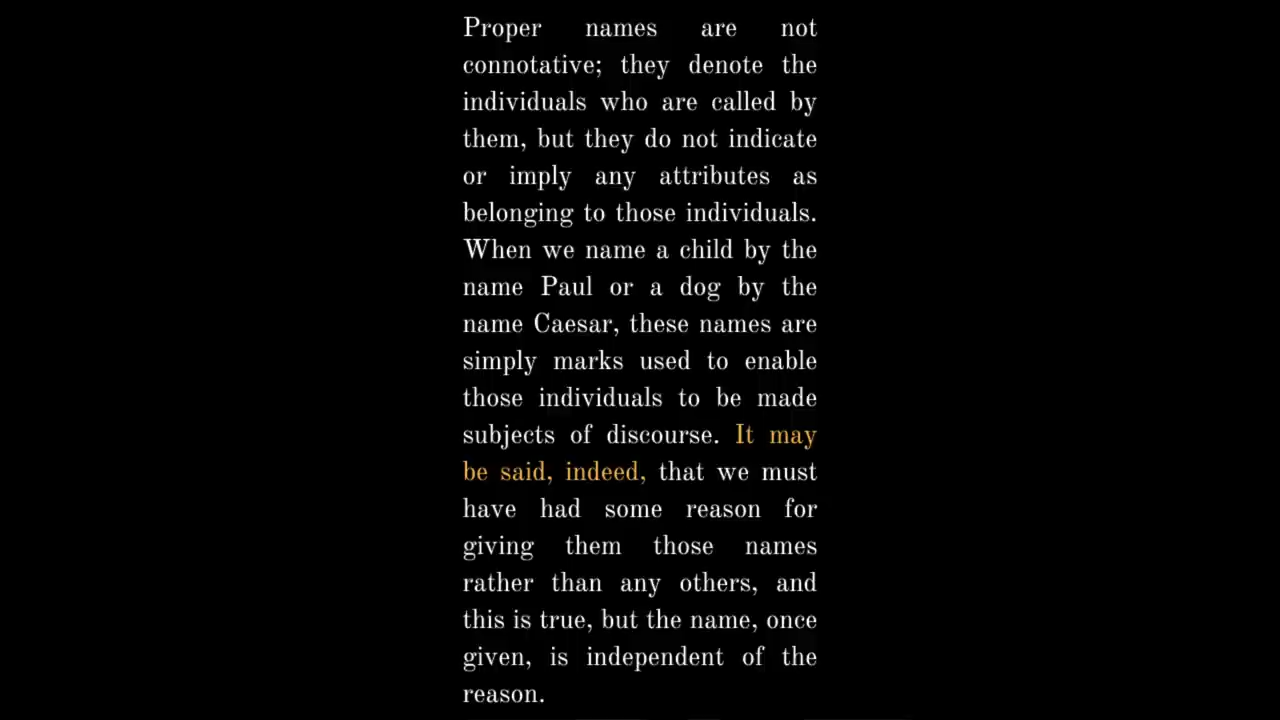 Proper names are not
connotative; they denote the
individuals who are called by
them, but they do not indicate
or imply any attributes as
belonging to those individuals.
When we name a child by the
name Paul or a dog by the
name Caesar, these names are
simply marks used to enable
those individuals to be made
subjects of discourse. It may
be said, indeed, that we must
have had some reason for
giving them those names
rather than any others, and
this is true, but the name, once
given, is independent of the
reason.